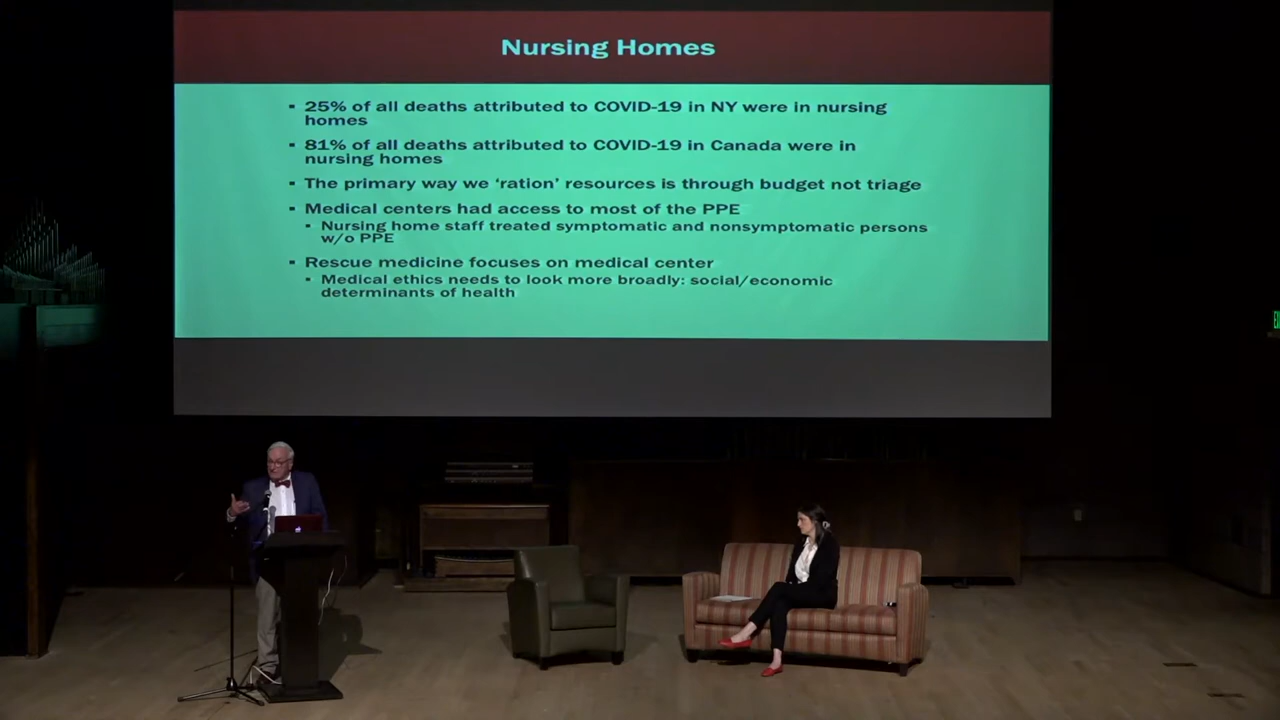 Nursing Homes
▪ 25% of all deaths attributed to COVID-19 in NY were in nursing
homes
▪ 81% of all deaths attributed to COVID-19 in Canada were in
nursing homes
▪ The primary way we ‘ration’ resources is through budget not triage
▪ Medical centers had access to most of the PPE
▪ Nursing home staff treated symptomatic and nonsymptomatic persons
w/o PPE
▪ Rescue medicine focuses on medical center
▪ Medical ethics needs to look more broadly: social/economic
determinants of health